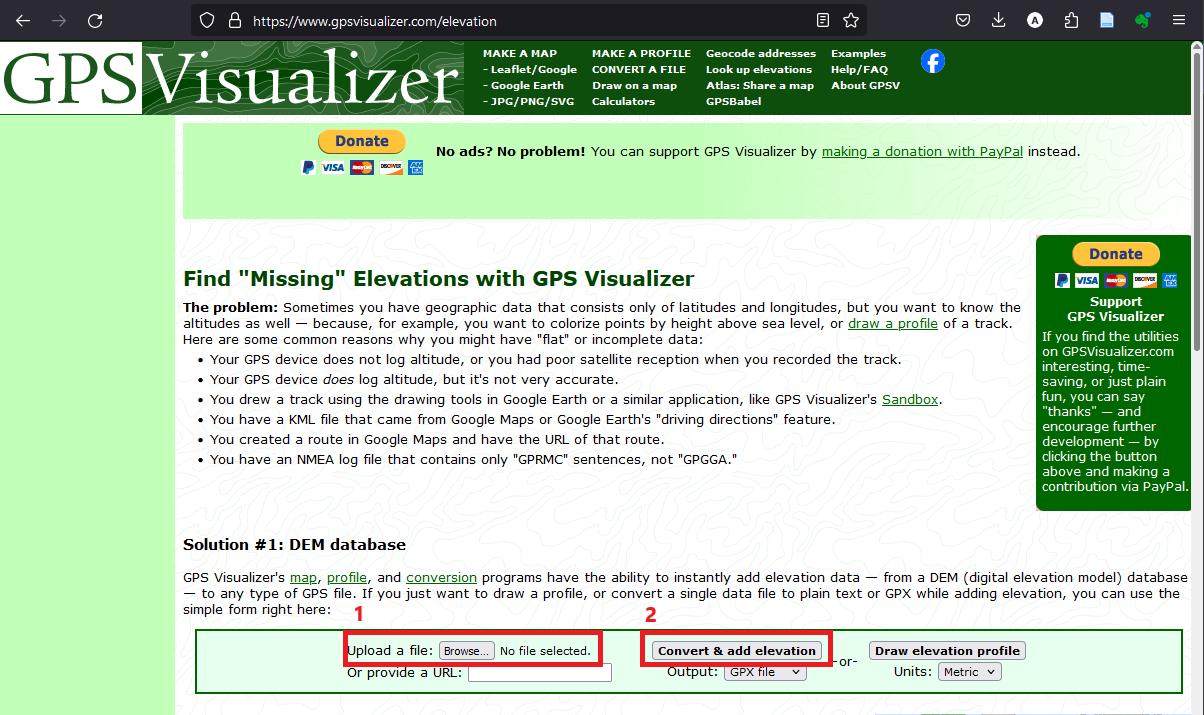 https://www.gpsvisualizer.com/elevation
A
GPSVisualizer
MAKE A MAP
- Leaflet/Google
- Google Earth
- JPG/PNG/SVG
MAKE A PROFILE
CONVERT A FILE
Draw on a map
Calculators
Geocode addresses
Look up elevations
Atlas: Share a map
GPSBabel
Examples
Help/FAQ
About GPSV
Donate
VISA MasterCard DISCOVER AM EX
No ads? No problem! You can support GPS Visualizer by making a donation with PayPal instead.
Find "Missing" Elevations with GPS Visualizer
The problem: Sometimes you have geographic data that consists only of latitudes and longitudes, but you want to know the
altitudes as well — because, for example, you want to colorize points by height above sea level, or draw a profile of a track.
Here are some common reasons why you might have "flat" or incomplete data:
• Your GPS device does not log altitude, or you had poor satellite reception when you recorded the track.
• Your GPS device does log altitude, but it's not very accurate.
• You drew a track using the drawing tools in Google Earth or a similar application, like GPS Visualizer's Sandbox.
• You have a KML file that came from Google Maps or Google Earth's "driving directions" feature.
• You created a route in Google Maps and have the URL of that route.
• You have an NMEA log file that contains only "GPRMC" sentences, not "GPGGA."
Donate
VISA MasterCard DISCOVER AM EX
Support
GPS Visualizer
If you find the utilities
on GPSVisualizer.com
interesting, time-
saving, or just plain
fun, you can say
"thanks" — and
encourage further
development — by
clicking the button
above and making a
contribution via PayPal.
Solution #1: DEM database
GPS Visualizer's map, profile, and conversion programs have the ability to instantly add elevation data — from a DEM (digital elevation model) database
— to any type of GPS file. If you just want to draw a profile, or convert a single data file to plain text or GPX while adding elevation, you can use the
simple form right here:
1
2
Upload a file: Browse... No file selected.
Or provide a URL:
Convert & add elevation
Output: GPX file
-or-
Draw elevation profile
Units: Metric